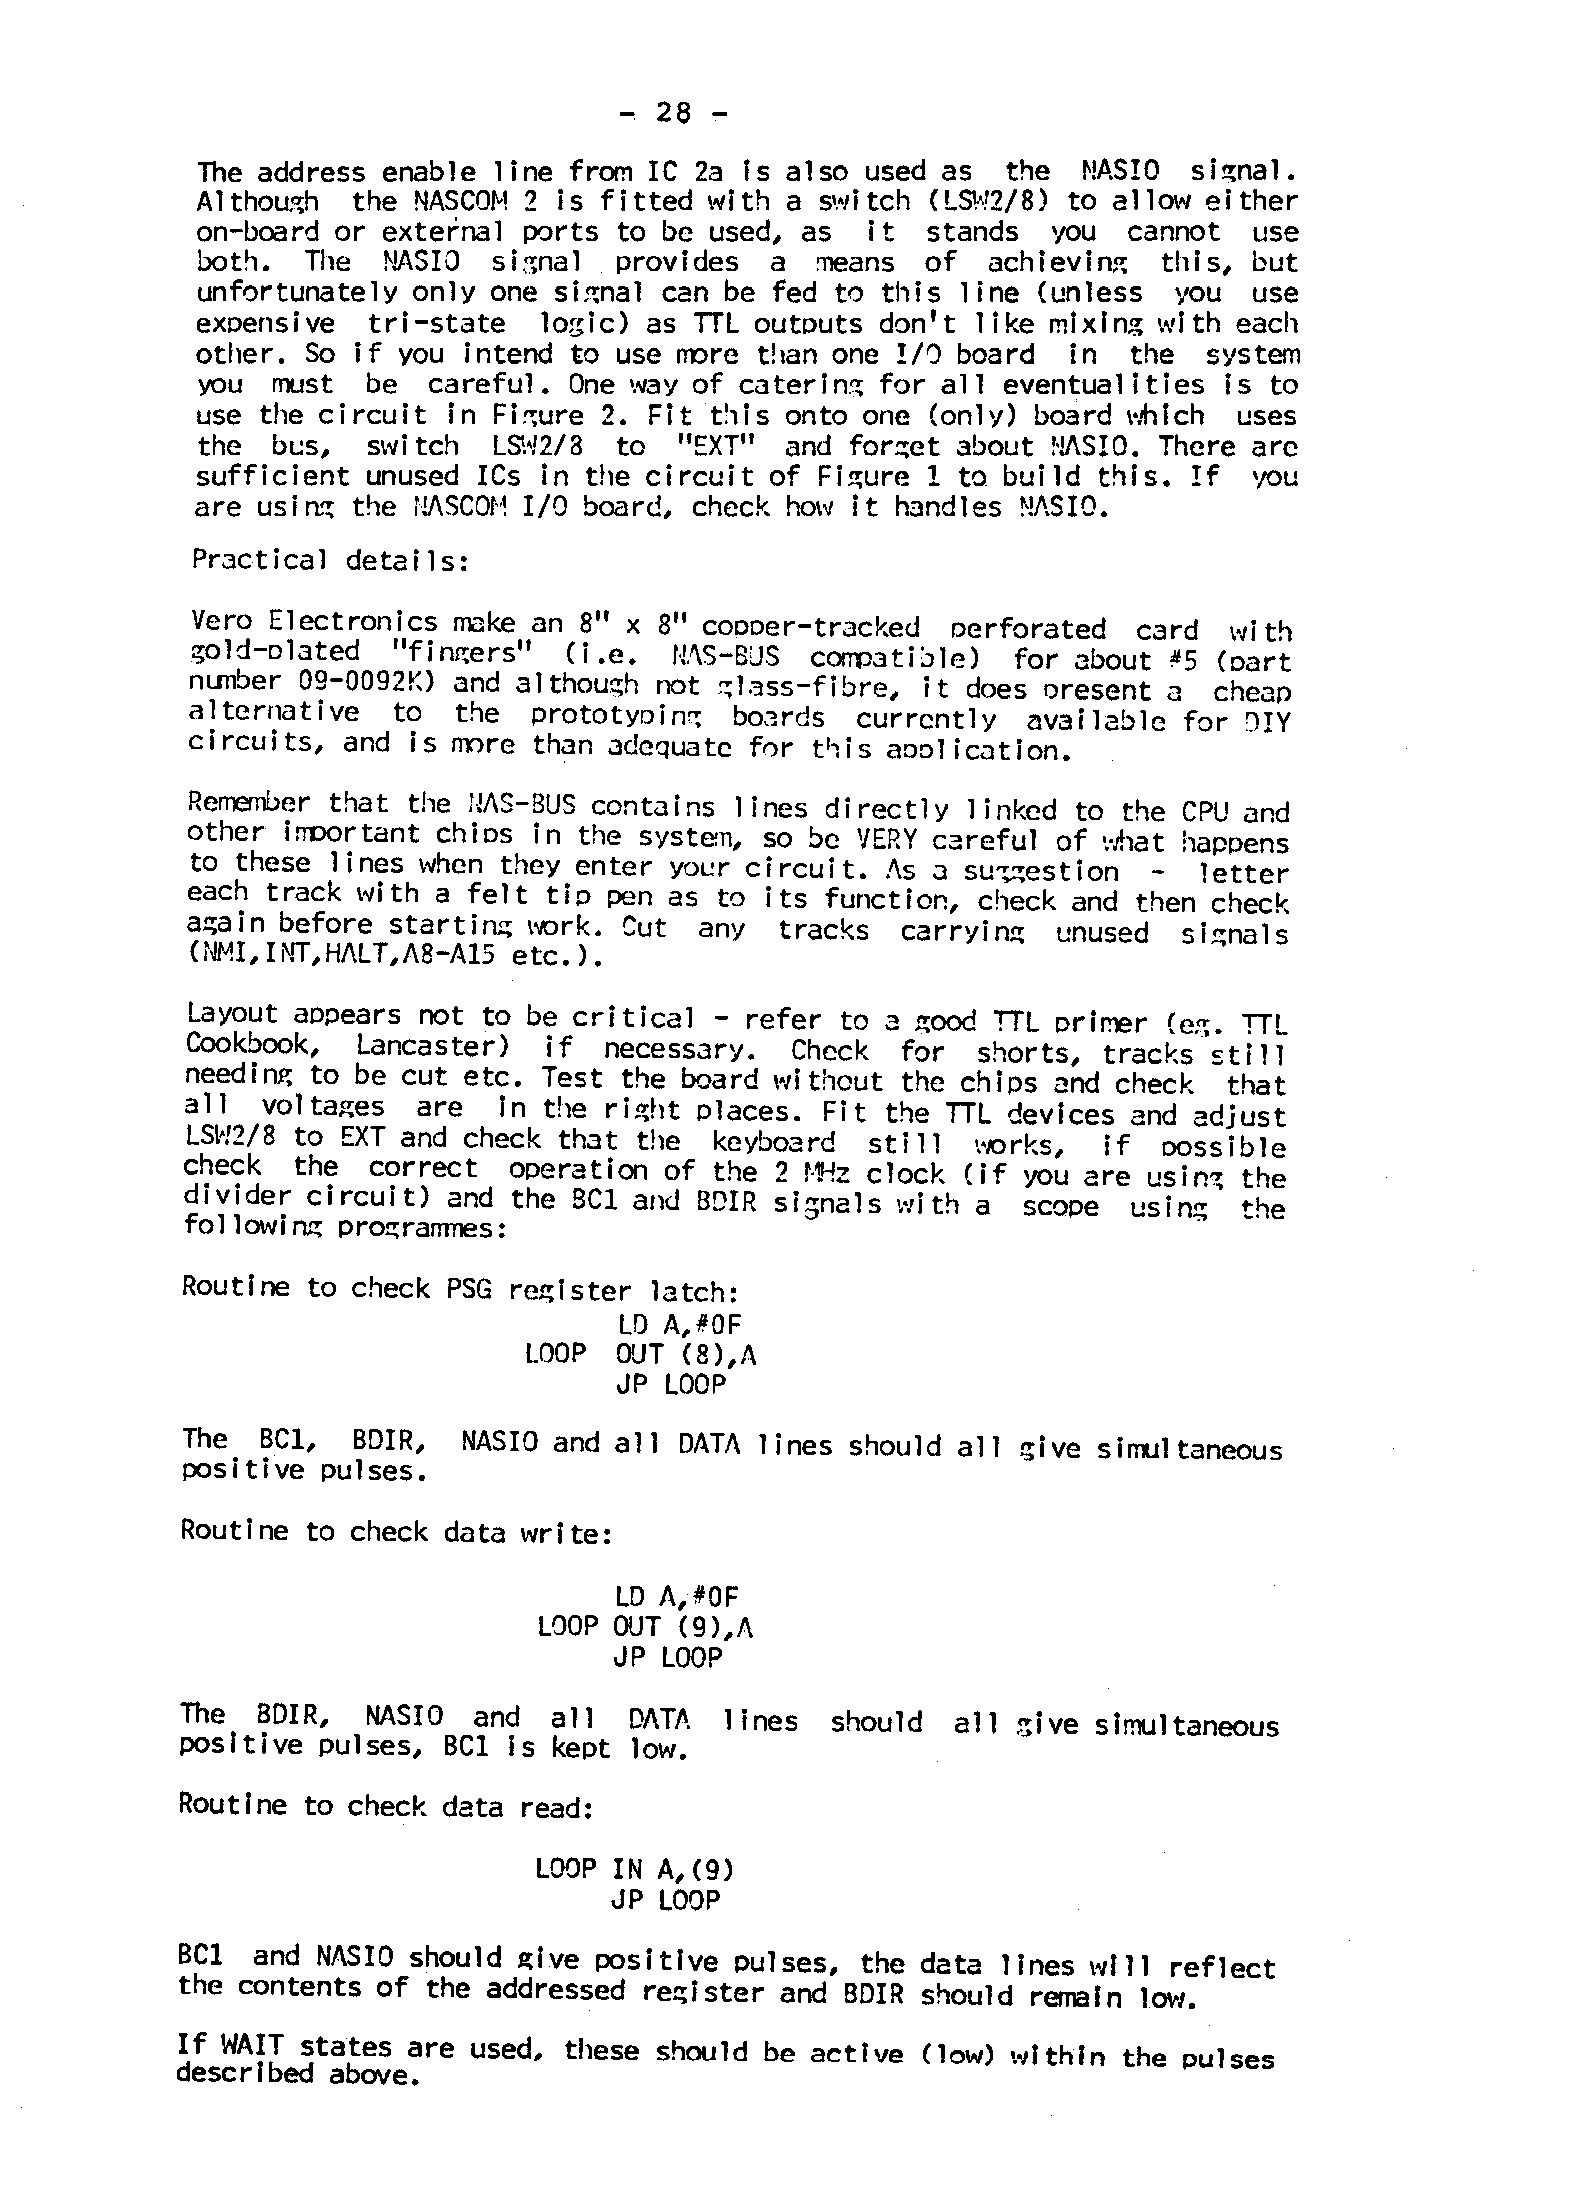 - 28 -
The address enable line from IC 2a is also used as the NASIO signal.
Although the NASCOM 2 is fitted with a switch (LSW2/8) to allow either
on-board or external ports to be used, as it stands you cannot use
both. The NASIO signal provides a means of achieving this, but
unfortunately only one signal can be fed to this line (unless you use
expensive tri-state logic) as TTL outputs don't like mixing with each
other. So if you intend to use more than one I/O board in the system
you must be careful. One way of catering for all eventualities is to
use the circuit in Figure 2. Fit this onto one (only) board which uses
the bus, switch LSW2/8 to "EXT" and forget about NASIO. There are
sufficient unused ICs in the circuit of Figure 1 to build this. If you
are using the NASCOM I/O board, check how it handles NASIO.
Practical details:
Vero Electronics make an 8" x 8" copper-tracked perforated card with
gold-plated "fingers" (i.e. NAS-BUS compatible) for about #5 (part
number 09-0092K) and although not glass-fibre, it does present a cheap
alternative to the prototyping boards currently available for DIY
circuits, and is more than adequate for this application.
Remember that the NAS-BUS contains lines directly linked to the CPU and
other important chips in the system, so be VERY careful of what happens
to these lines when they enter your circuit. As a suggestion - letter
each track with a felt tip pen as to its function, check and then check
again before starting work. Cut any tracks carrying unused signals
(NMI,INT,HALT,A8-A15 etc.).
Layout appears not to be critical - refer to a good TTL primer (eg. TTL
Cookbook, Lancaster) if necessary. Check for shorts, tracks still
needing to be cut etc. Test the board without the chips and check that
all voltages are in the right places. Fit the TTL devices and adjust
LSW2/8 to EXT and check that the keyboard still works, if possible
check the correct operation of the 2 MHz clock (if you are using the
divider circuit) and the BC1 and BDIR signals with a scope using the
following programmes:
Routine to check PSG register latch:
LD A,#0F
LOOP OUT (8),A
JP LOOP
The BC1, BDIR, NASIO and all DATA lines should all give simultaneous
positive pulses.
Routine to check data write:
LD A,#0F
LOOP OUT (9),A
JP LOOP
The BDIR, NASIO and all DATA lines should all give simultaneous
positive pulses, BC1 is kept low.
Routine to check data read:
LOOP IN A,(9)
JP LOOP
BC1 and NASIO should give positive pulses, the data lines will reflect
the contents of the addressed register and BDIR should remain low.
If WAIT states are used, these should be active (low) within the pulses
described above.